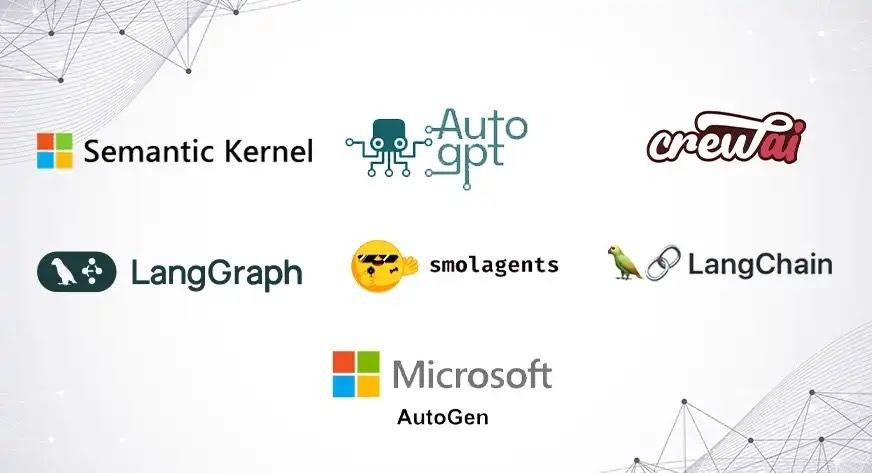 Semantic Kernel
Auto
gpt
crewai
LangGraph
smolagents
LangChain
Microsoft
AutoGen